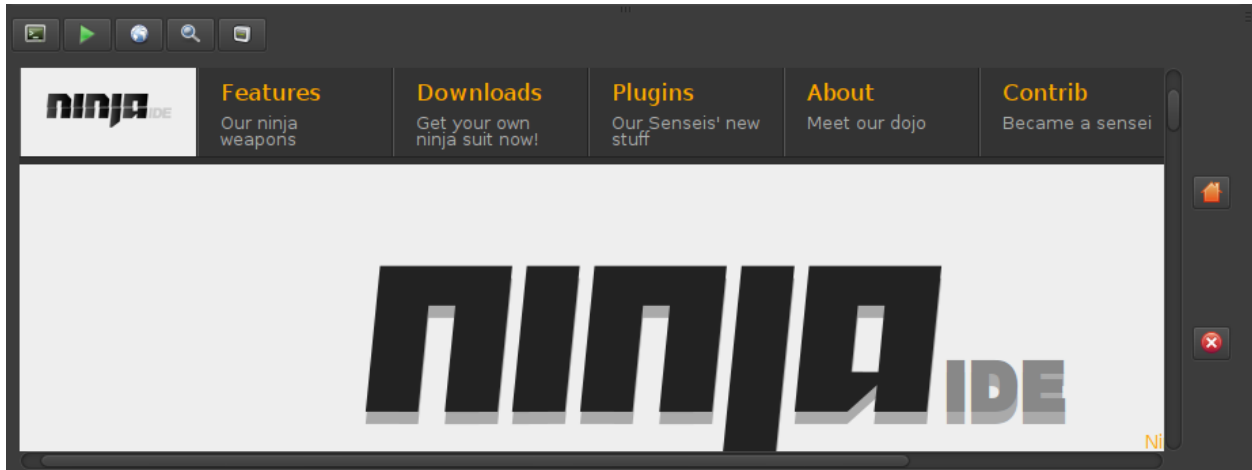 NINJA IDE
Features
Our ninja
weapons
Downloads
Get your own
ninja suit now!
Plugins
Our Senseis' new
stuff
About
Meet our dojo
Contrib
Became a sensei
NINJA IDE
Ni